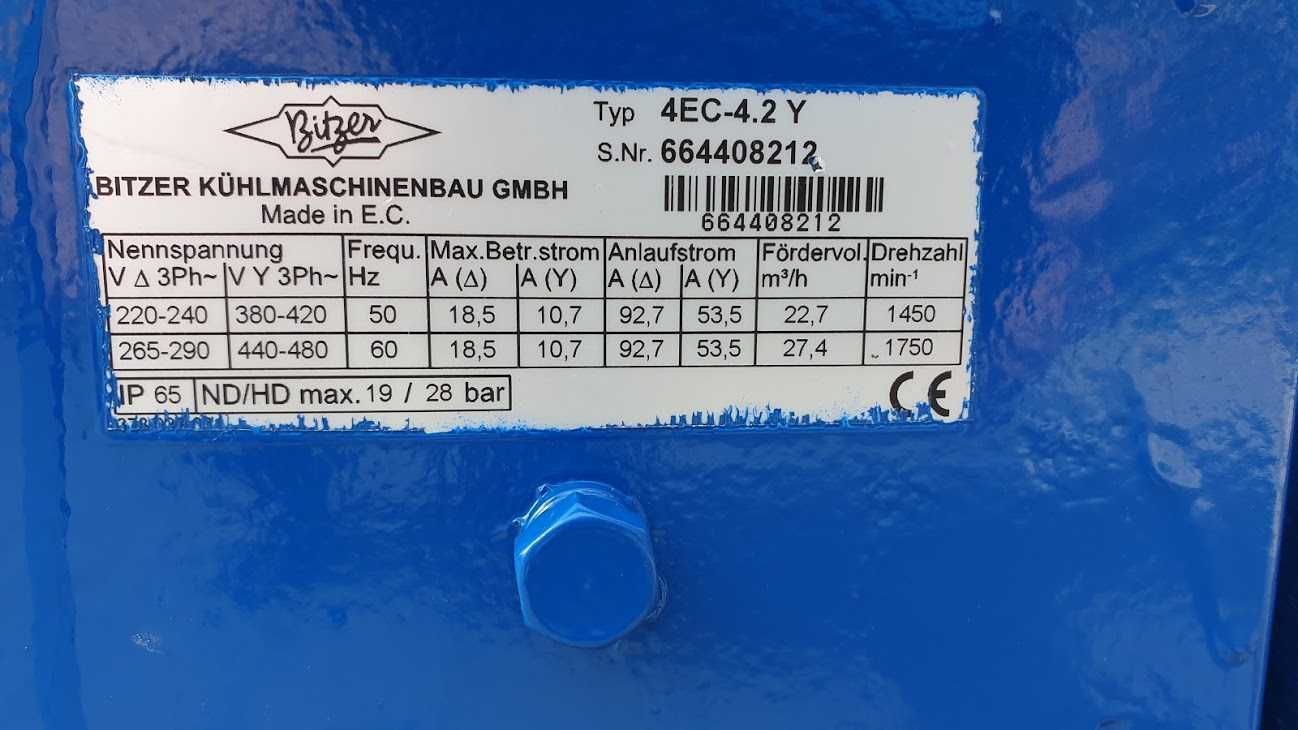 Bitzer
Typ 4EC-4.2 Y
S.Nr. 664408212
BITZER KÜHLMASCHINENBAU GMBH
Made in E.C.
664408212
Nennspannung Frequ. Max.Betr.strom Anlaufstrom Fördervol. Drehzahl
V Δ 3Ph~ V Y 3Ph~ Hz A (Δ) A (Y) A (Δ) A (Y) m³/h min⁻¹
220-240 380-420 50 18,5 10,7 92,7 53,5 22,7 1450
265-290 440-480 60 18,5 10,7 92,7 53,5 27,4 1750
IP 65 ND/HD max. 19 / 28 bar
CE